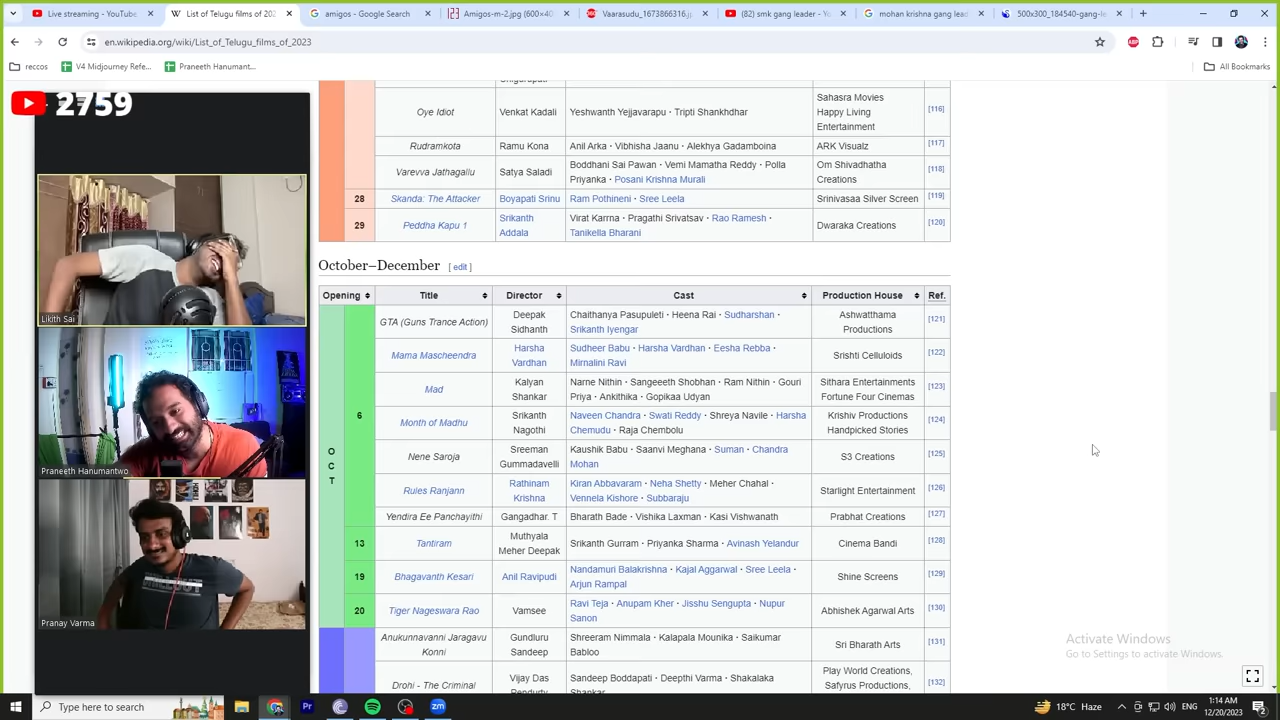 Live streaming - YouTube
List of Telugu films of 202
amigos - Google Search
Amigos-m-2.jpg (600×40
Vaarasudu_1673866316.jp
(82) smk gang leader - Yo
mohan krishna gang lead
500x300_184540-gang-le
en.wikipedia.org/wiki/List_of_Telugu_films_of_2023
reccos
V4 Midjourney Refe...
Praneeth Hanumant...
All Bookmarks
2759
Likith Sai
Praneeth Hanumantwo
Pranay Varma
Oye Idiot
Venkat Kadali
Yeshwanth Yejjavarapu · Tripti Shankhdhar
Sahasra Movies
Happy Living
Entertainment
[116]
Rudramkota
Ramu Kona
Anil Arka · Vibhisha Jaanu · Alekhya Gadamboina
ARK Visualz
[117]
Varevva Jathagallu
Satya Saladi
Boddhani Sai Pawan · Vemi Mamatha Reddy · Polla
Priyanka · Posani Krishna Murali
Om Shivadhatha
Creations
[118]
28
Skanda: The Attacker
Boyapati Srinu
Ram Pothineni · Sree Leela
Srinivasaa Silver Screen
[119]
29
Peddha Kapu 1
Srikanth
Addala
Virat Karrna · Pragathi Srivatsav · Rao Ramesh ·
Tanikella Bharani
Dwaraka Creations
[120]
October–December [ edit ]
Opening
Title
Director
Cast
Production House
Ref.
OCT
6
GTA (Guns Trance Action)
Deepak
Sidhanth
Chaithanya Pasupuleti · Heena Rai · Sudharshan ·
Srikanth Iyengar
Ashwatthama
Productions
[121]
Mama Mascheendra
Harsha
Vardhan
Sudheer Babu · Harsha Vardhan · Eesha Rebba ·
Mirnalini Ravi
Srishti Celluloids
[122]
Mad
Kalyan
Shankar
Narne Nithin · Sangeeeth Shobhan · Ram Nithin · Gouri
Priya · Ankithika · Gopikaa Udyan
Sithara Entertainments
Fortune Four Cinemas
[123]
Month of Madhu
Srikanth
Nagothi
Naveen Chandra · Swati Reddy · Shreya Navile · Harsha
Chemudu · Raja Chembolu
Krishiv Productions
Handpicked Stories
[124]
Nene Saroja
Sreeman
Gummadavelli
Kaushik Babu · Saanvi Meghana · Suman · Chandra
Mohan
S3 Creations
[125]
Rules Ranjann
Rathinam
Krishna
Kiran Abbavaram · Neha Shetty · Meher Chahal ·
Vennela Kishore · Subbaraju
Starlight Entertainment
[126]
Yendira Ee Panchayithi
Gangadhar. T
Bharath Bade · Vishika Laxman · Kasi Vishwanath
Prabhat Creations
[127]
13
Tantiram
Muthyala
Meher Deepak
Srikanth Gurram · Priyanka Sharma · Avinash Yelandur
Cinema Bandi
[128]
19
Bhagavanth Kesari
Anil Ravipudi
Nandamuri Balakrishna · Kajal Aggarwal · Sree Leela ·
Arjun Rampal
Shine Screens
[129]
20
Tiger Nageswara Rao
Vamsee
Ravi Teja · Anupam Kher · Jisshu Sengupta · Nupur
Sanon
Abhishek Agarwal Arts
[130]
Anukunnavanni Jaragavu
Konni
Gundluru
Sandeep
Shreeram Nimmala · Kalapala Mounika · Saikumar
Babloo
Sri Bharath Arts
[131]
Drohi - The Criminal
Vijay Das
Sandeep Boddapati · Deepthi Varma · Shakalaka
Play World Creations,
Safyrus Productions,
[132]
Activate Windows
Go to Settings to activate Windows.
Type here to search
18°C Haze
ENG
1:14 AM
12/20/2023
2